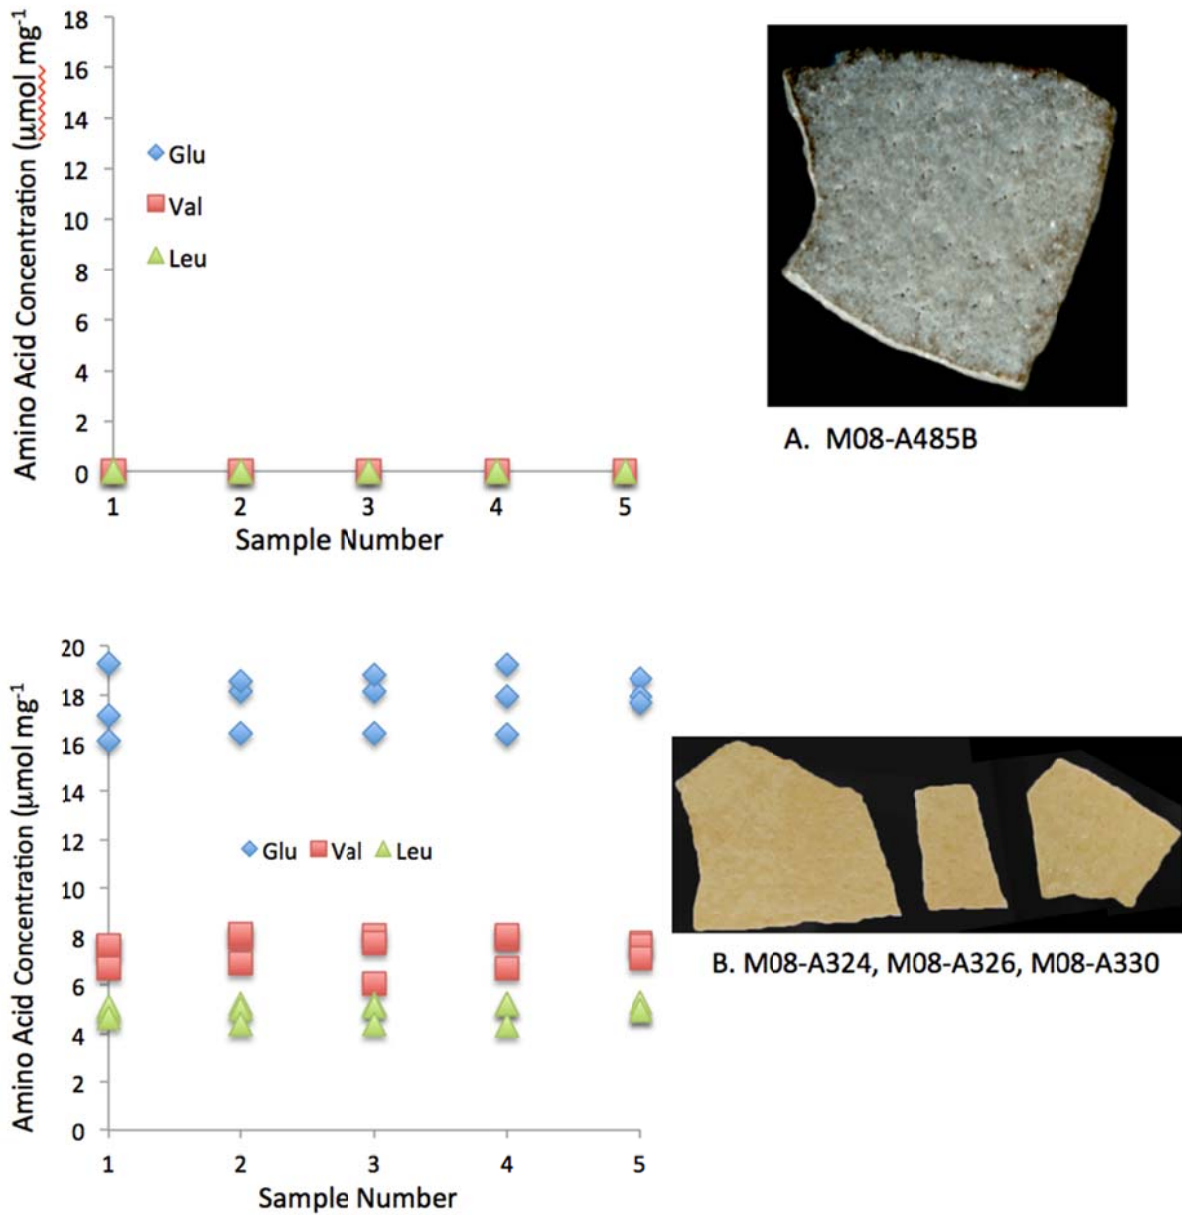 Amino Acid Concentration (µmol mg-1
18
16
14
12
10
8
6
4
2
0
Glu
Val
Leu
1 2 3 4 5
Sample Number
A. M08-A485B
Amino Acid Concentration (µmol mg-1
20
18
16
14
12
10
8
6
4
2
0
Glu Val Leu
1 2 3 4 5
Sample Number
B. M08-A324, M08-A326, M08-A330